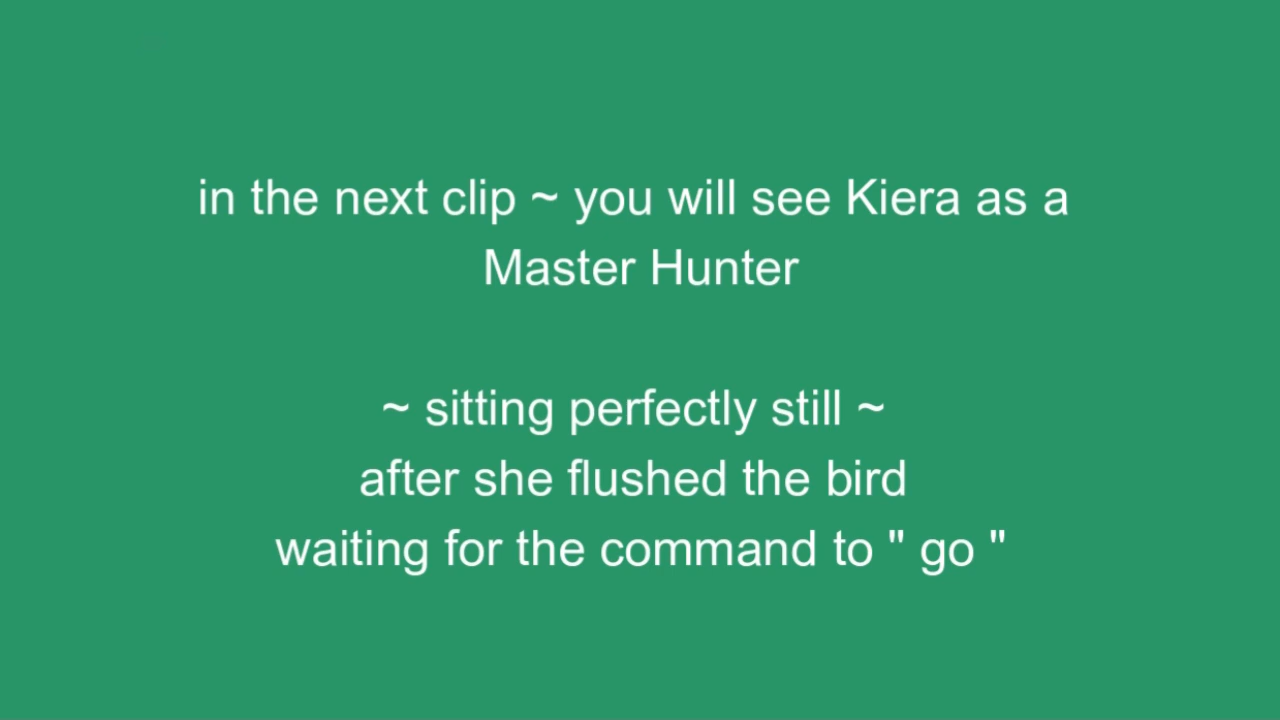 in the next clip ~ you will see Kiera as a
Master Hunter
~ sitting perfectly still ~
after she flushed the bird
waiting for the command to " go "